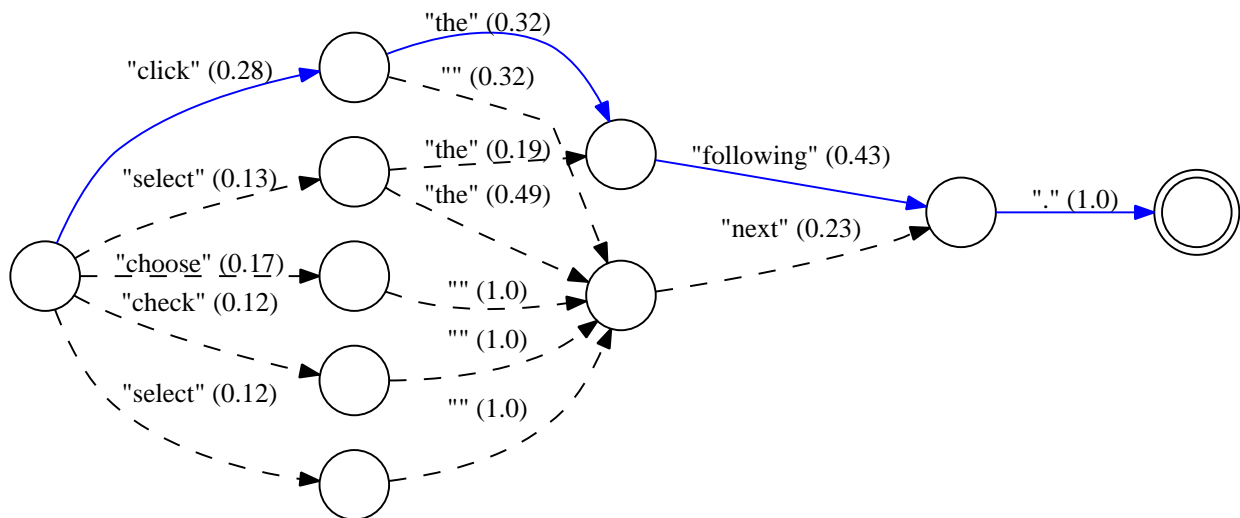 "the" (0.32)
"click" (0.28)
"" (0.32)
"the" (0.19)
"following" (0.43)
"select" (0.13)
"the" (0.49)
"." (1.0)
"next" (0.23)
"choose" (0.17)
"" (1.0)
"check" (0.12)
"" (1.0)
"select" (0.12)
"" (1.0)